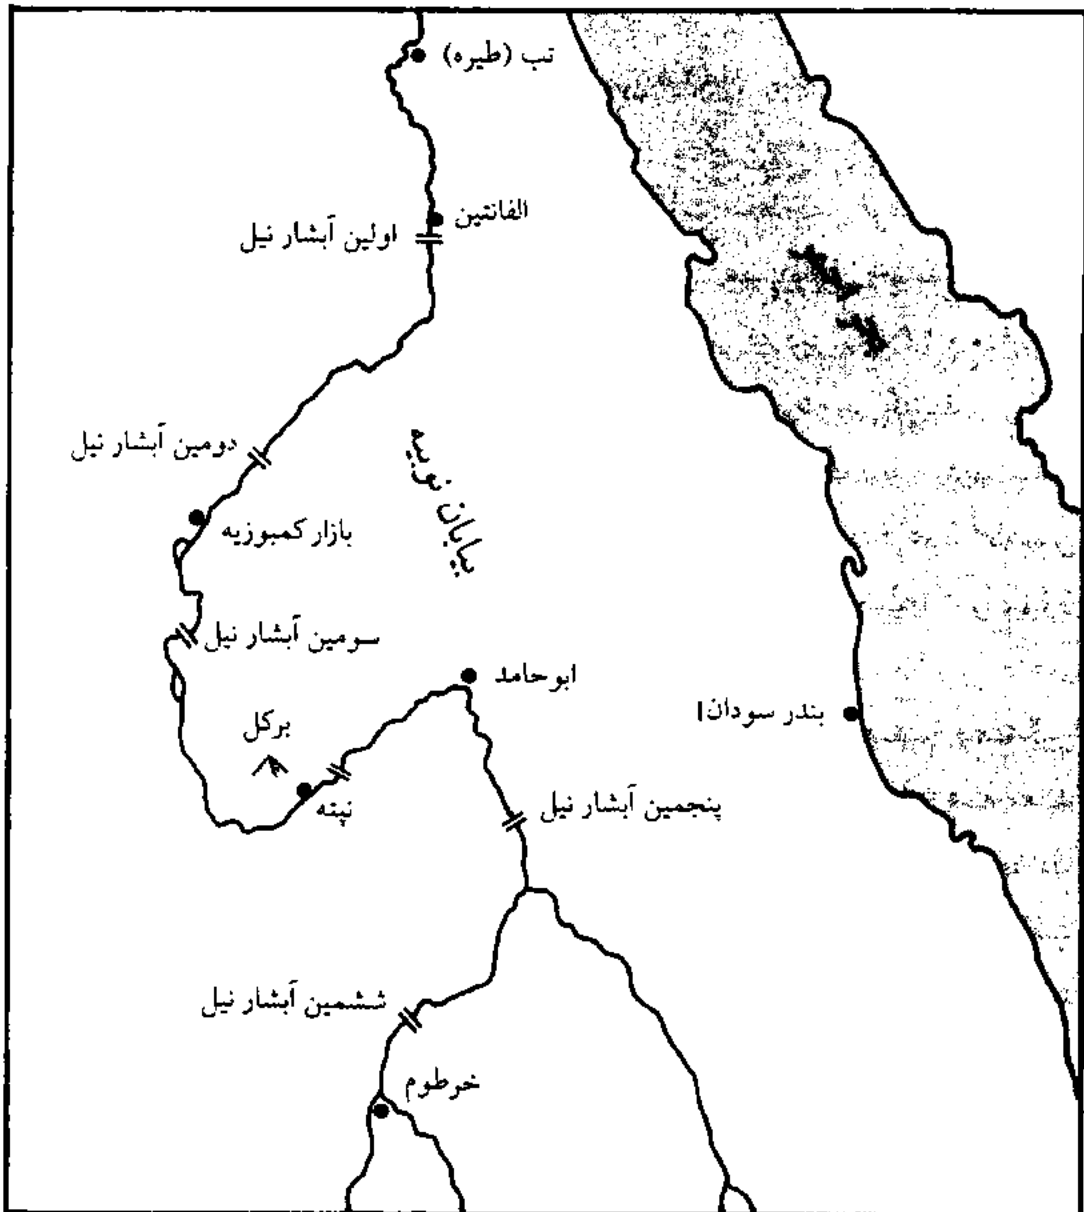 تب (طیره)
الفانتین
اولین آبشار نیل
دومین آبشار نیل
بیابان نوبیه
بازار کمبوزیه
سومین آبشار نیل
ابوحامد
بندر سودان
برکل
نپته
پنجمین آبشار نیل
ششمین آبشار نیل
خرطوم